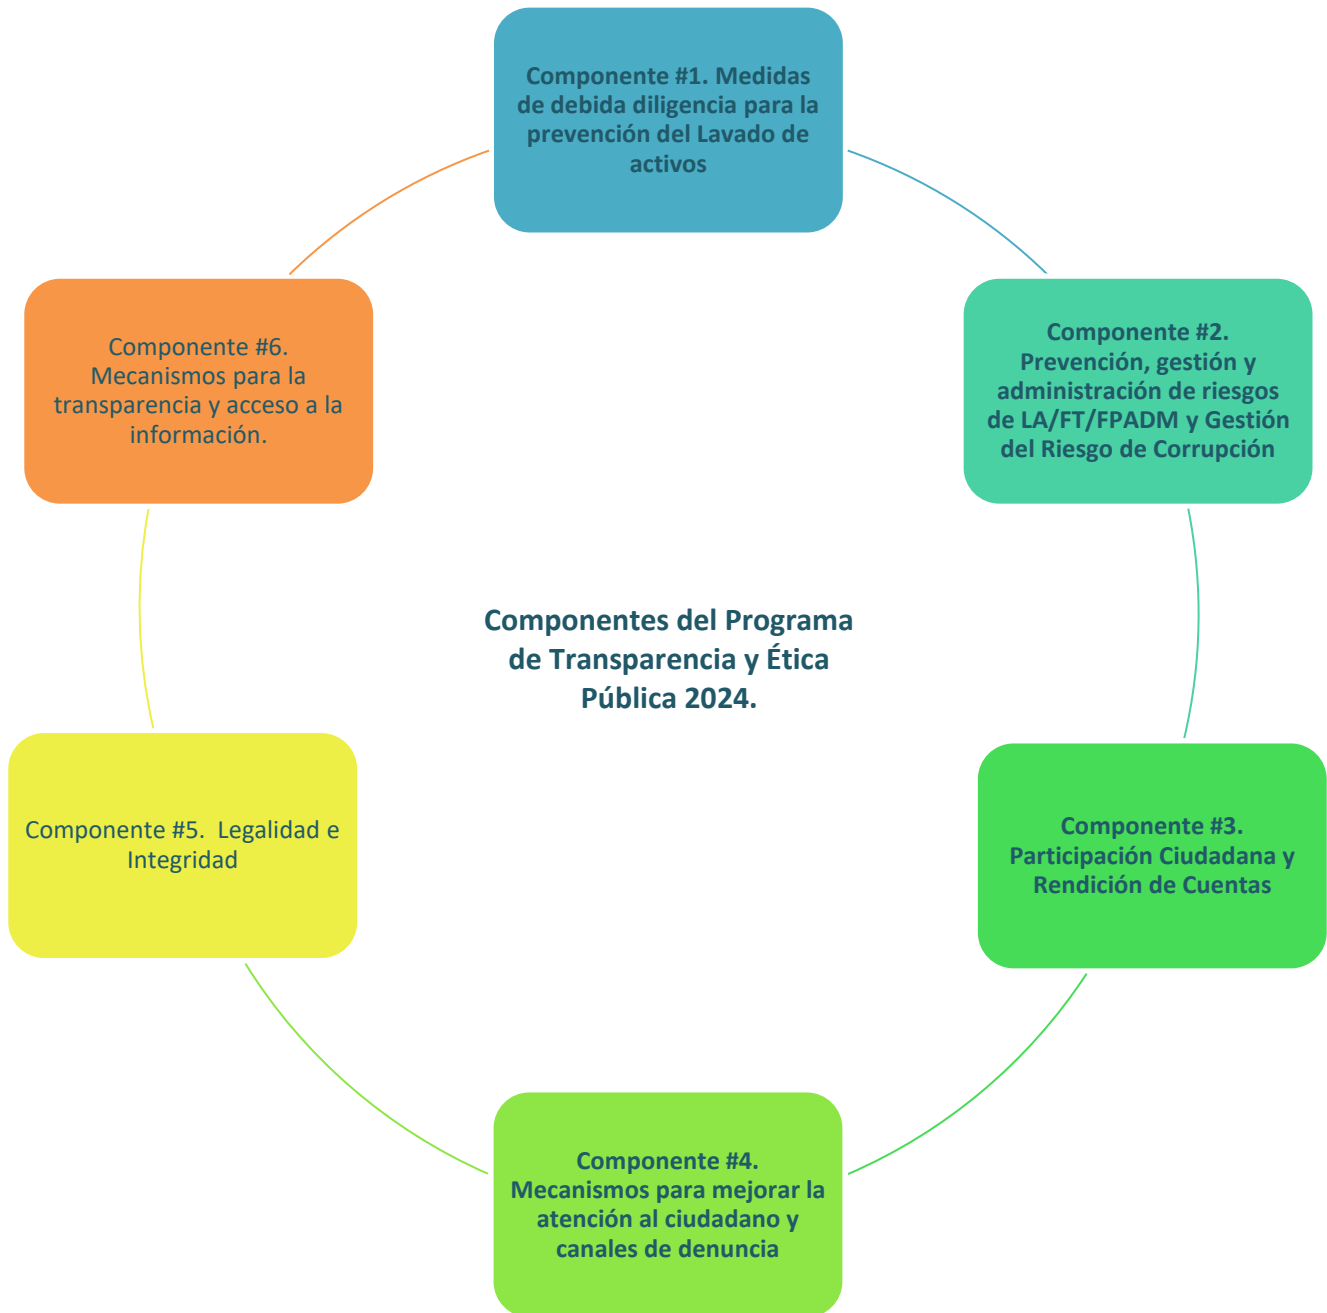 Componente #1. Medidas
de debida diligencia para la
prevención del Lavado de
activos
Componente #2.
Prevención, gestión y
administración de riesgos
de LA/FT/FPADM y Gestión
del Riesgo de Corrupción
Componente #3.
Participación Ciudadana y
Rendición de Cuentas
Componente #4.
Mecanismos para mejorar la
atención al ciudadano y
canales de denuncia
Componente #5.  Legalidad e
Integridad
Componente #6.
Mecanismos para la
transparencia y acceso a la
información.
Componentes del Programa
de Transparencia y Ética
Pública 2024.